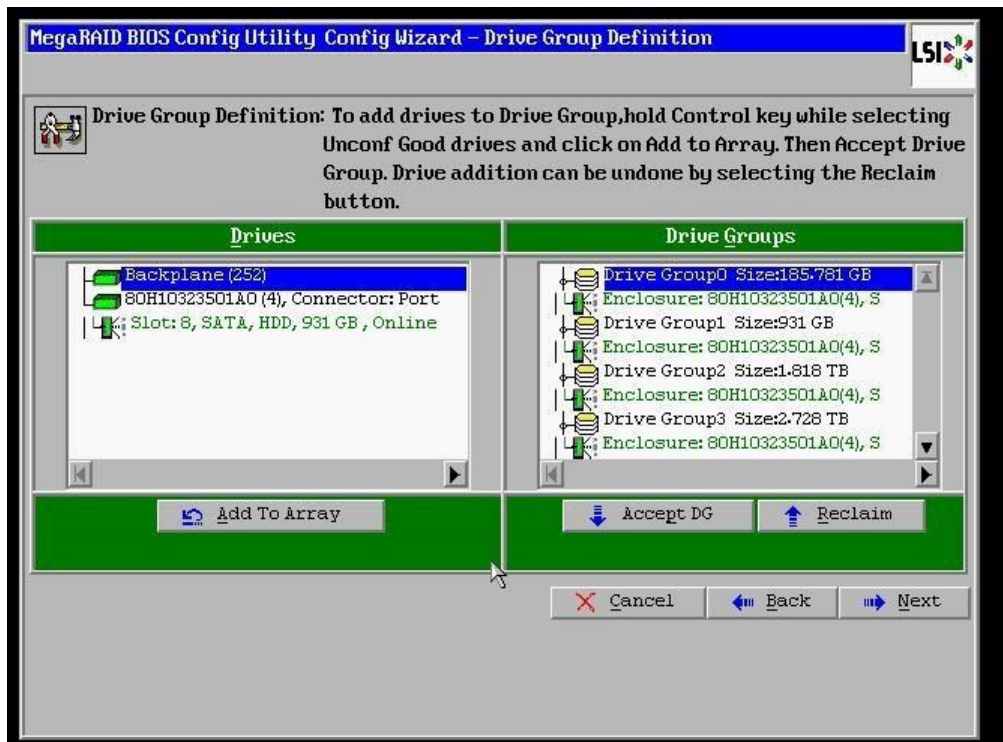 MegaRAID BIOS Config Utility Config Wizard – Drive Group Definition
LSI
Drive Group Definition: To add drives to Drive Group,hold Control key while selecting
Unconf Good drives and click on Add to Array. Then Accept Drive
Group. Drive addition can be undone by selecting the Reclaim
button.
Drives
Backplane (252)
80H10323501A0 (4), Connector: Port
Slot: 8, SATA, HDD, 931 GB , Online
Add To Array
Drive Groups
Drive Group0 Size:185.781 GB
Enclosure: 80H10323501A0(4), S
Drive Group1 Size:931 GB
Enclosure: 80H10323501A0(4), S
Drive Group2 Size:1.818 TB
Enclosure: 80H10323501A0(4), S
Drive Group3 Size:2.728 TB
Enclosure: 80H10323501A0(4), S
Accept DG
Reclaim
Cancel
Back
Next